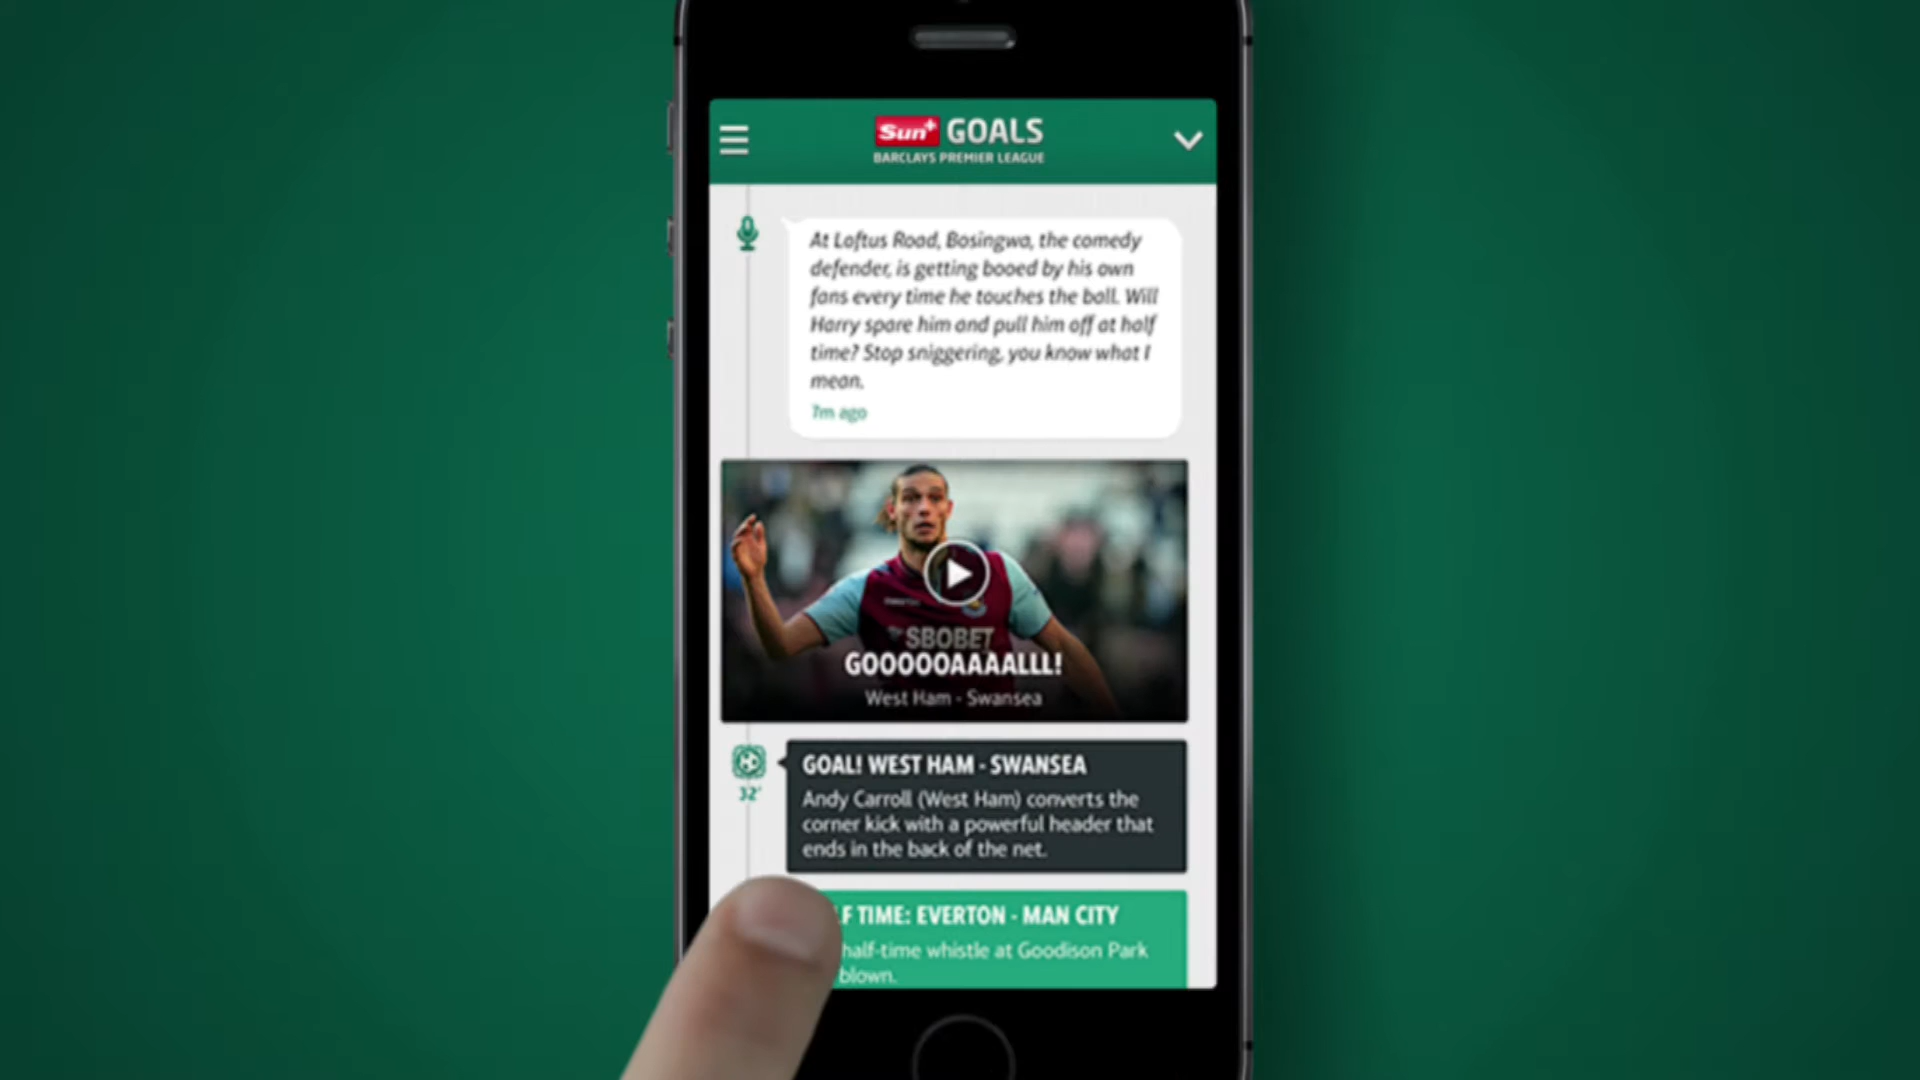 Sun+ GOALS
BARCLAYS PREMIER LEAGUE
At Loftus Road, Bosingwa, the comedy
defender, is getting booed by his own
fans every time he touches the ball. Will
Harry spare him and pull him off at half
time? Stop sniggering, you know what I
mean.
7m ago
SBOBET
GOOOOOAAAALLL!
West Ham - Swansea
GOAL! WEST HAM - SWANSEA
32'
Andy Carroll (West Ham) converts the
corner kick with a powerful header that
ends in the back of the net.
LF TIME: EVERTON - MAN CITY
half-time whistle at Goodison Park
blown.